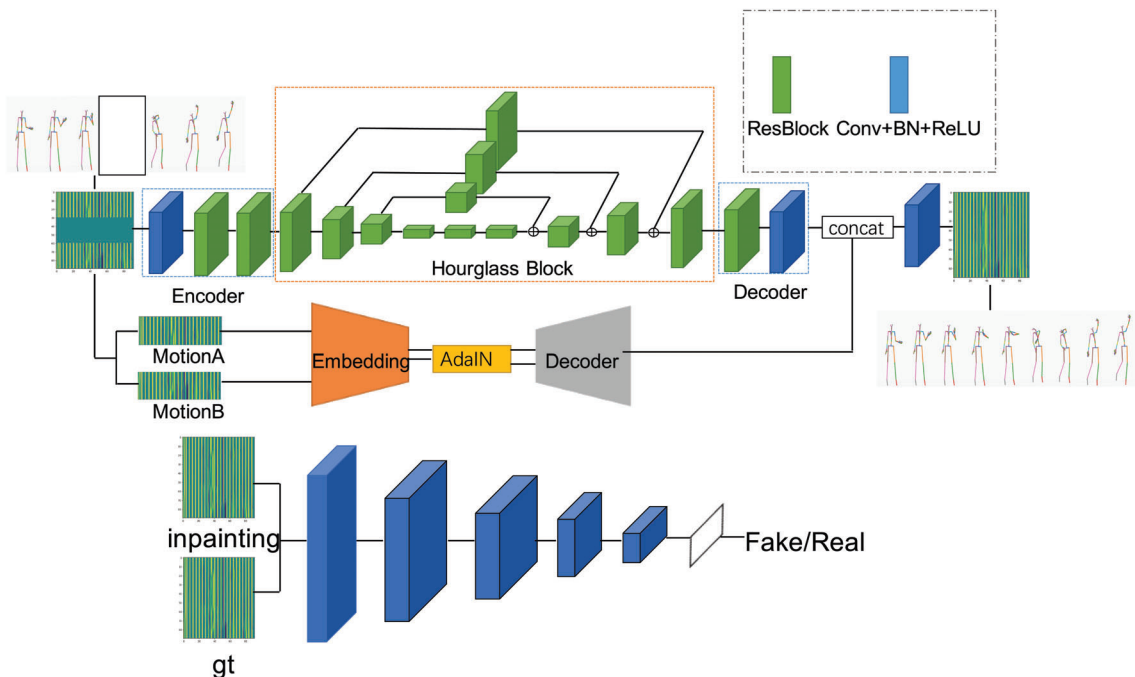 ResBlock Conv+BN+ReLU
Hourglass Block
Encoder
Decoder
concat
MotionA
MotionB
Embedding
AdaIN
Decoder
inpainting
gt
Fake/Real